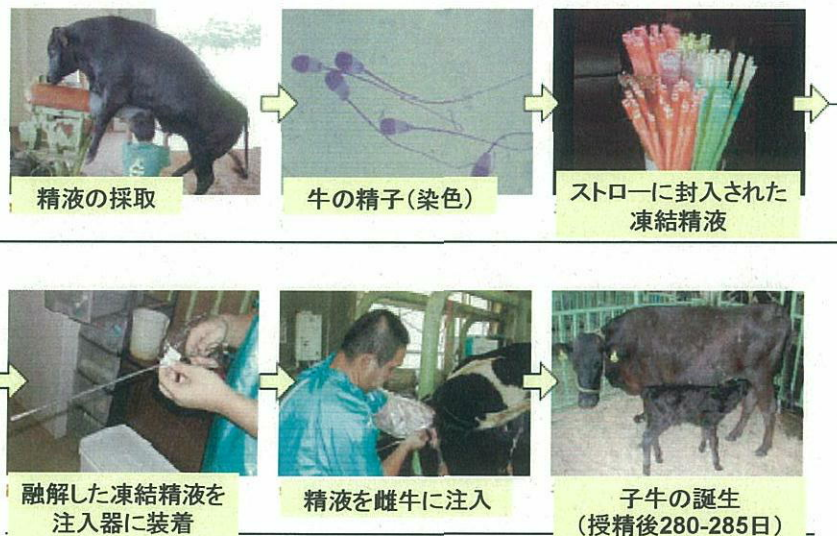 精液の採取
牛の精子(染色)
ストローに封入された
凍結精液
融解した凍結精液を
注入器に装着
精液を雌牛に注入
子牛の誕生
(授精後280-285日)